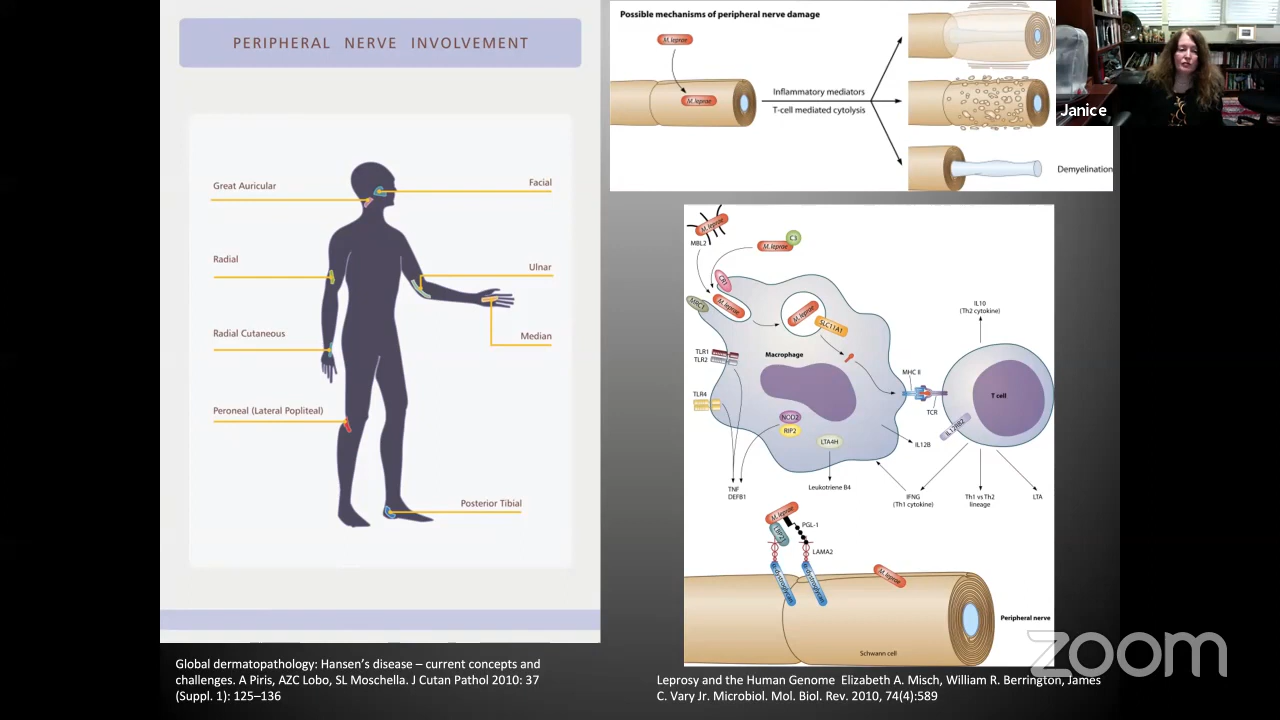 PERIPHERAL NERVE INVOLVEMENT
Great Auricular
Facial
Radial
Ulnar
Radial Cutaneous
Median
Peroneal (Lateral Popliteal)
Posterior Tibial
Global dermatopathology: Hansen's disease – current concepts and
challenges. A Piris, AZC Lobo, SL Moschella. J Cutan Pathol 2010: 37
(Suppl. 1): 125–136
Possible mechanisms of peripheral nerve damage
M. leprae
M. leprae
Inflammatory mediators
T-cell mediated cytolysis
Demyelination
Janice
M. leprae
MBL2
M. leprae
C3
CR1
MRC1
M. leprae
M. leprae
SLC11A1
TLR1
TLR2
Macrophage
TLR4
NOD2
RIP2
LTA4H
MHC II
TCR
IL10
(Th2 cytokine)
T cell
IL12RB2
IL12B
TNF
DEFB1
Leukotriene B4
IFNG
(Th1 cytokine)
Th1 vs Th2
lineage
LTA
M. leprae
LBP21
PGL-1
LAMA2
α-dystroglycan
α-dystroglycan
M. leprae
Peripheral nerve
Schwann cell
Leprosy and the Human Genome Elizabeth A. Misch, William R. Berrington, James
C. Vary Jr. Microbiol. Mol. Biol. Rev. 2010, 74(4):589
zoom